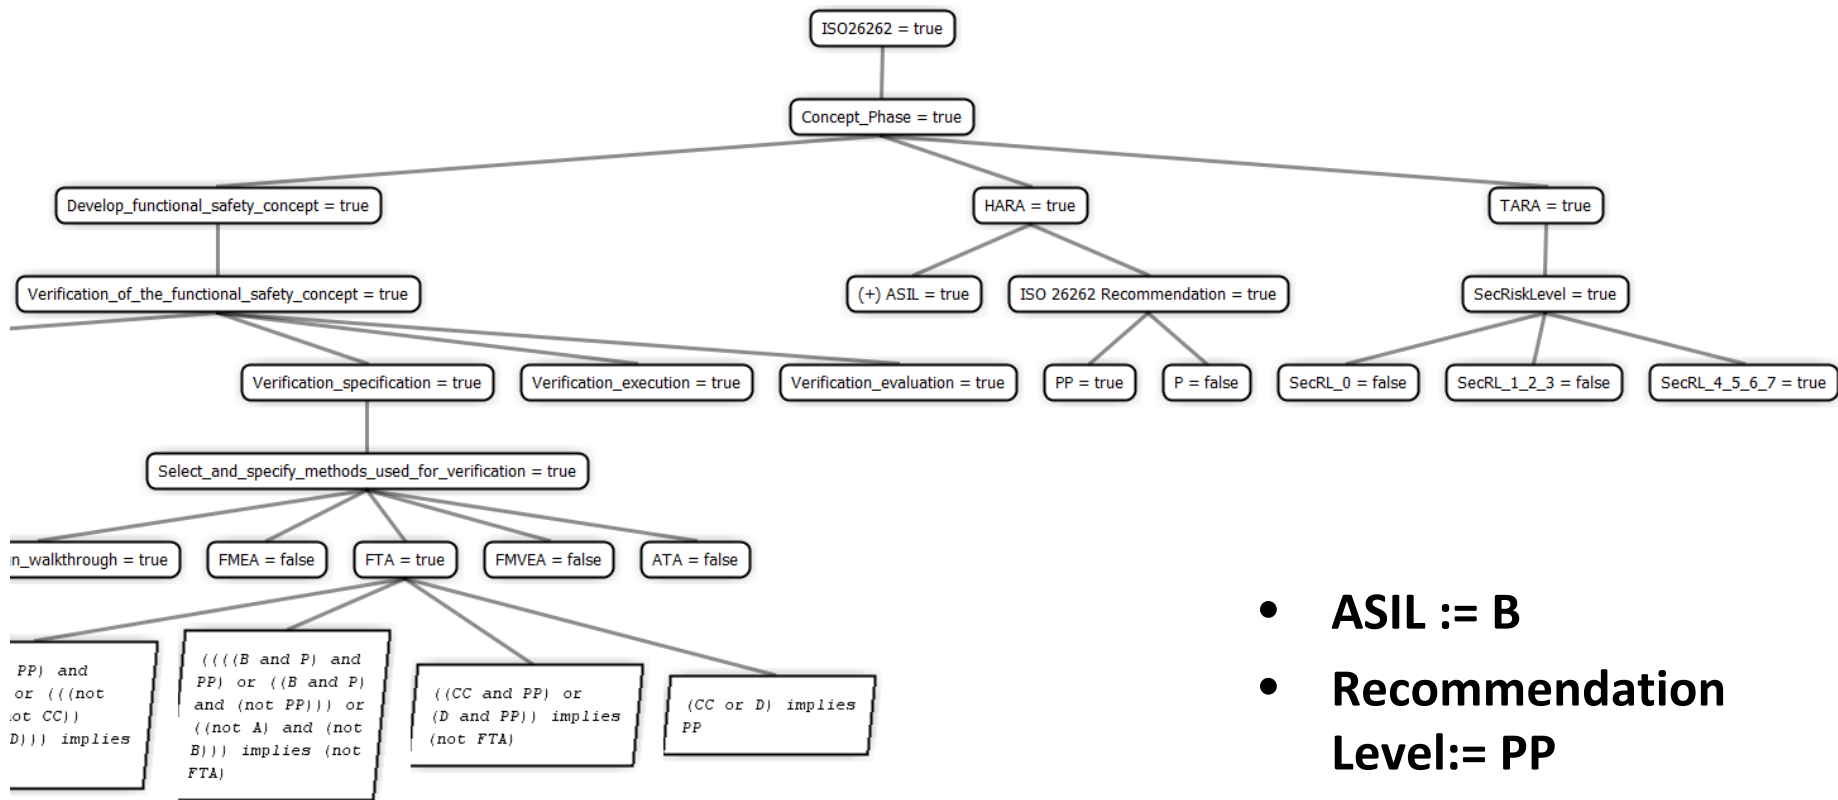 ISO26262 = true
Concept_Phase = true
Develop_functional_safety_concept = true
HARA = true
TARA = true
Verification_of_the_functional_safety_concept = true
(+) ASIL = true
ISO 26262 Recommendation = true
SecRiskLevel = true
Verification_specification = true
Verification_execution = true
Verification_evaluation = true
PP = true
P = false
SecRL_0 = false
SecRL_1_2_3 = false
SecRL_4_5_6_7 = true
Select_and_specify_methods_used_for_verification = true
n_walkthrough = true
FMEA = false
FTA = true
FMVEA = false
ATA = false
PP) and
or (((not
not CC))
D))) implies
((((B and P) and
PP) or ((B and P)
and (not PP))) or
((not A) and (not
B))) implies (not
FTA)
((CC and PP) or
(D and PP)) implies
(not FTA)
(CC or D) implies
PP
• ASIL := B
• Recommendation
Level:= PP